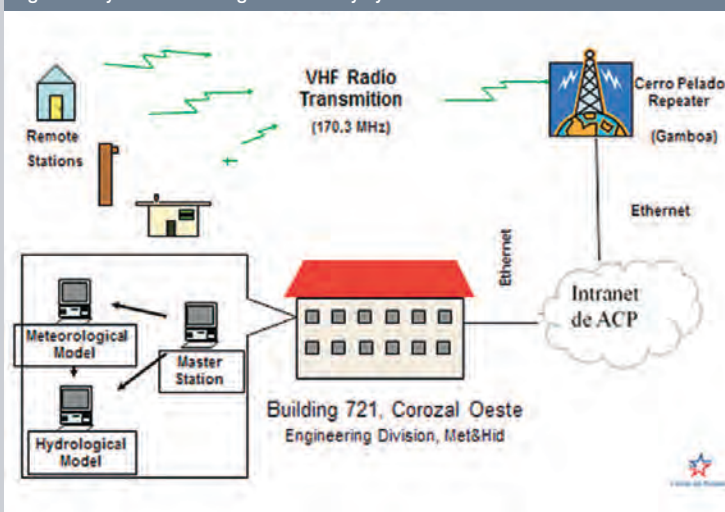 VHF Radio
Transmition
(170.3 MHz)
Cerro Pelado
Repeater
(Gamboa)
Remote
Stations
Ethernet
Ethernet
Intranet
de ACP
Meteorological
Model
Master
Station
Hydrological
Model
Building 721, Corozal Oeste
Engineering Division, Met&Hid